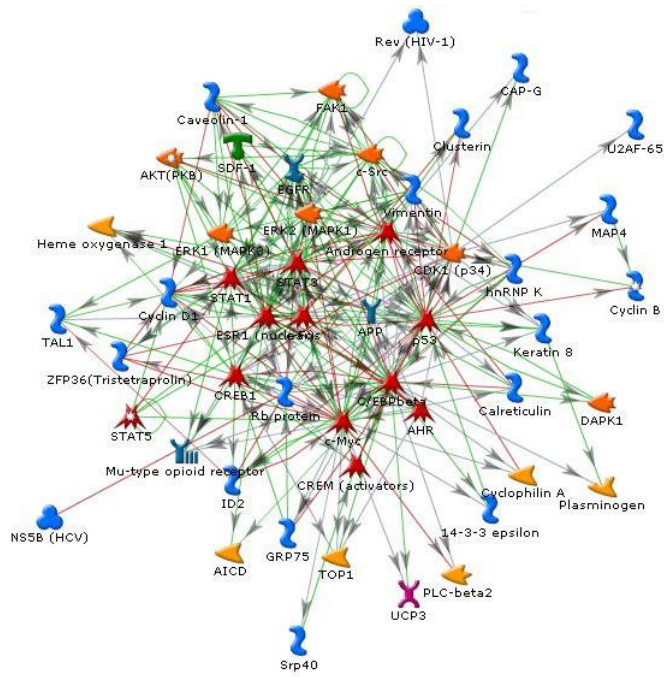 Rev (HIV-1)
CAP-G
Caveolin-1
FAK1
Clusterin
U2AF-65
AKT(PKB)
SDF-1
c-Src
EGFR
Vimentin
ERK2 (MAPK1)
MAP4
Heme oxygenase 1
ERK1 (MAPK3)
Androgen receptor
CDK1 (p34)
hnRNP K
STAT3
STAT1
Cyclin B
Cyclin D1
TAL1
ESR1 (nuclear)
APP
p53
Keratin 8
ZFP36(Tristetraprolin)
CREB1
C/EBPbeta
Rb protein
Calreticulin
DAPK1
STAT5
c-Myc
AHR
Mu-type opioid receptor
CREM (activators)
Cyclophilin A
Plasminogen
ID2
NS5B (HCV)
14-3-3 epsilon
GRP75
AICD
TOP1
PLC-beta2
UCP3
Srp40